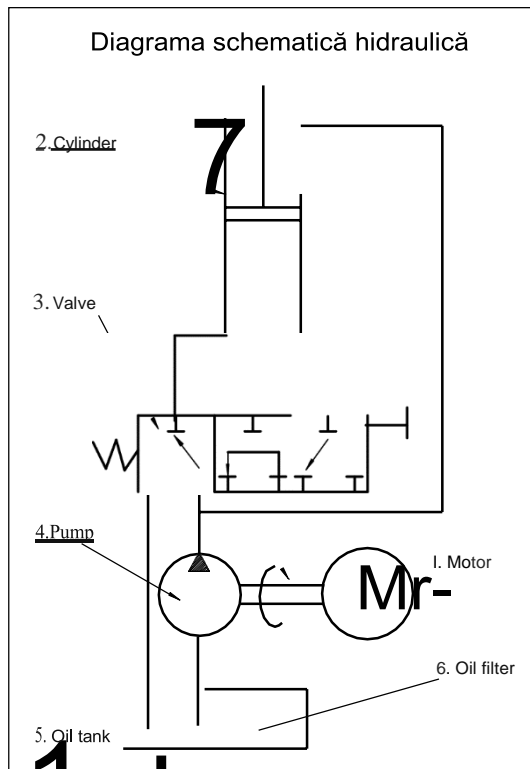 Diagrama schematică hidraulică
7
2. Cylinder
3. Valve
4.Pump
I. Motor
Mr-
6. Oil filter
5. Oil tank